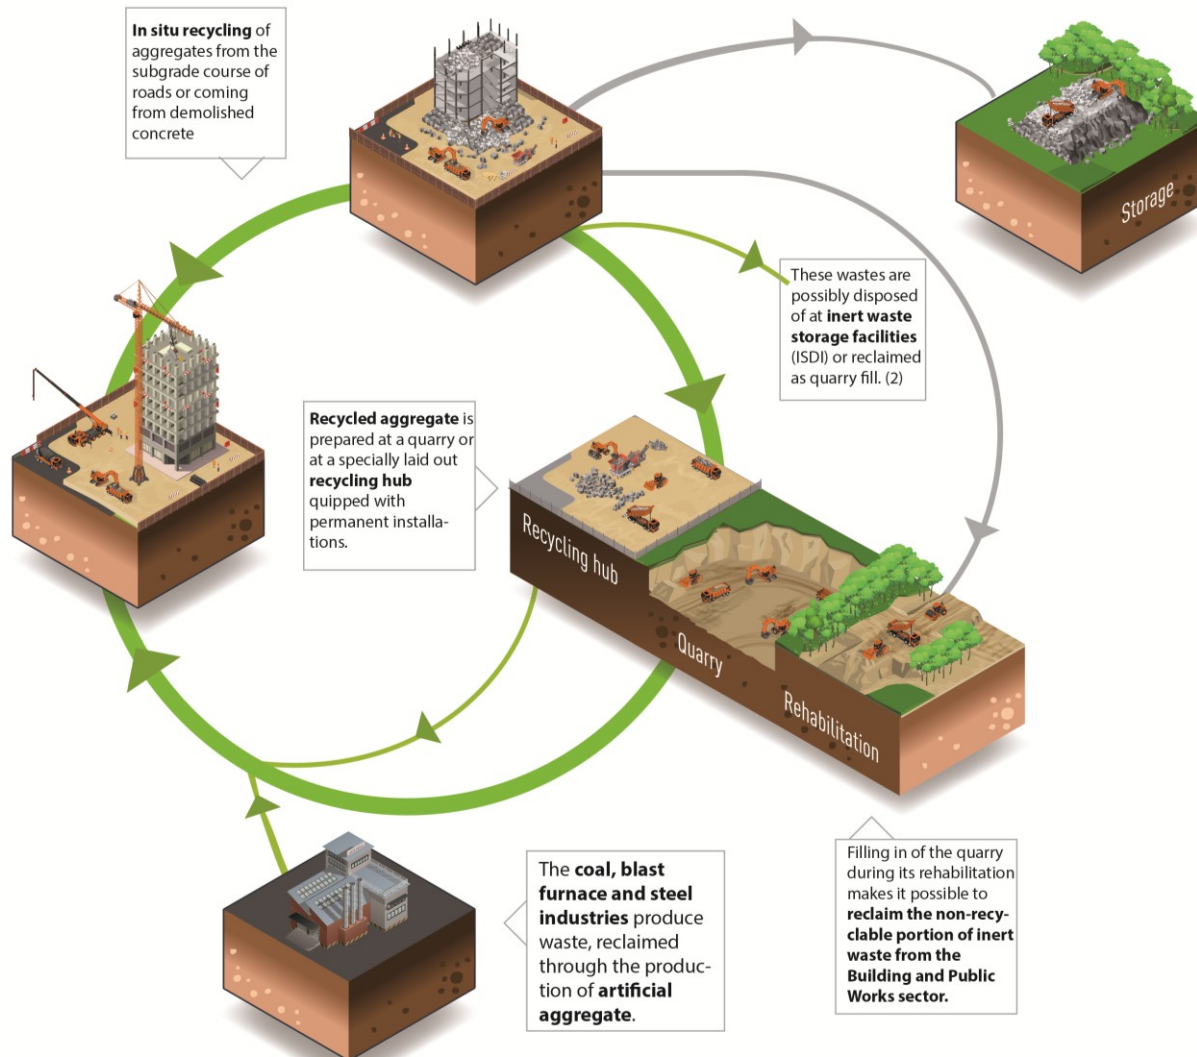 In situ recycling of
aggregates from the
subgrade course of
roads or coming
from demolished
concrete
Storage
These wastes are
possibly disposed
of at inert waste
storage facilities
(ISDI) or reclaimed
as quarry fill. (2)
Recycled aggregate is
prepared at a quarry or
at a specially laid out
recycling hub
quipped with
permanent installa-
tions.
Recycling hub
Quarry
Rehabilitation
The coal, blast
furnace and steel
industries produce
waste, reclaimed
through the produc-
tion of artificial
aggregate.
Filling in of the quarry
during its rehabilitation
makes it possible to
reclaim the non-recy-
clable portion of inert
waste from the
Building and Public
Works sector.